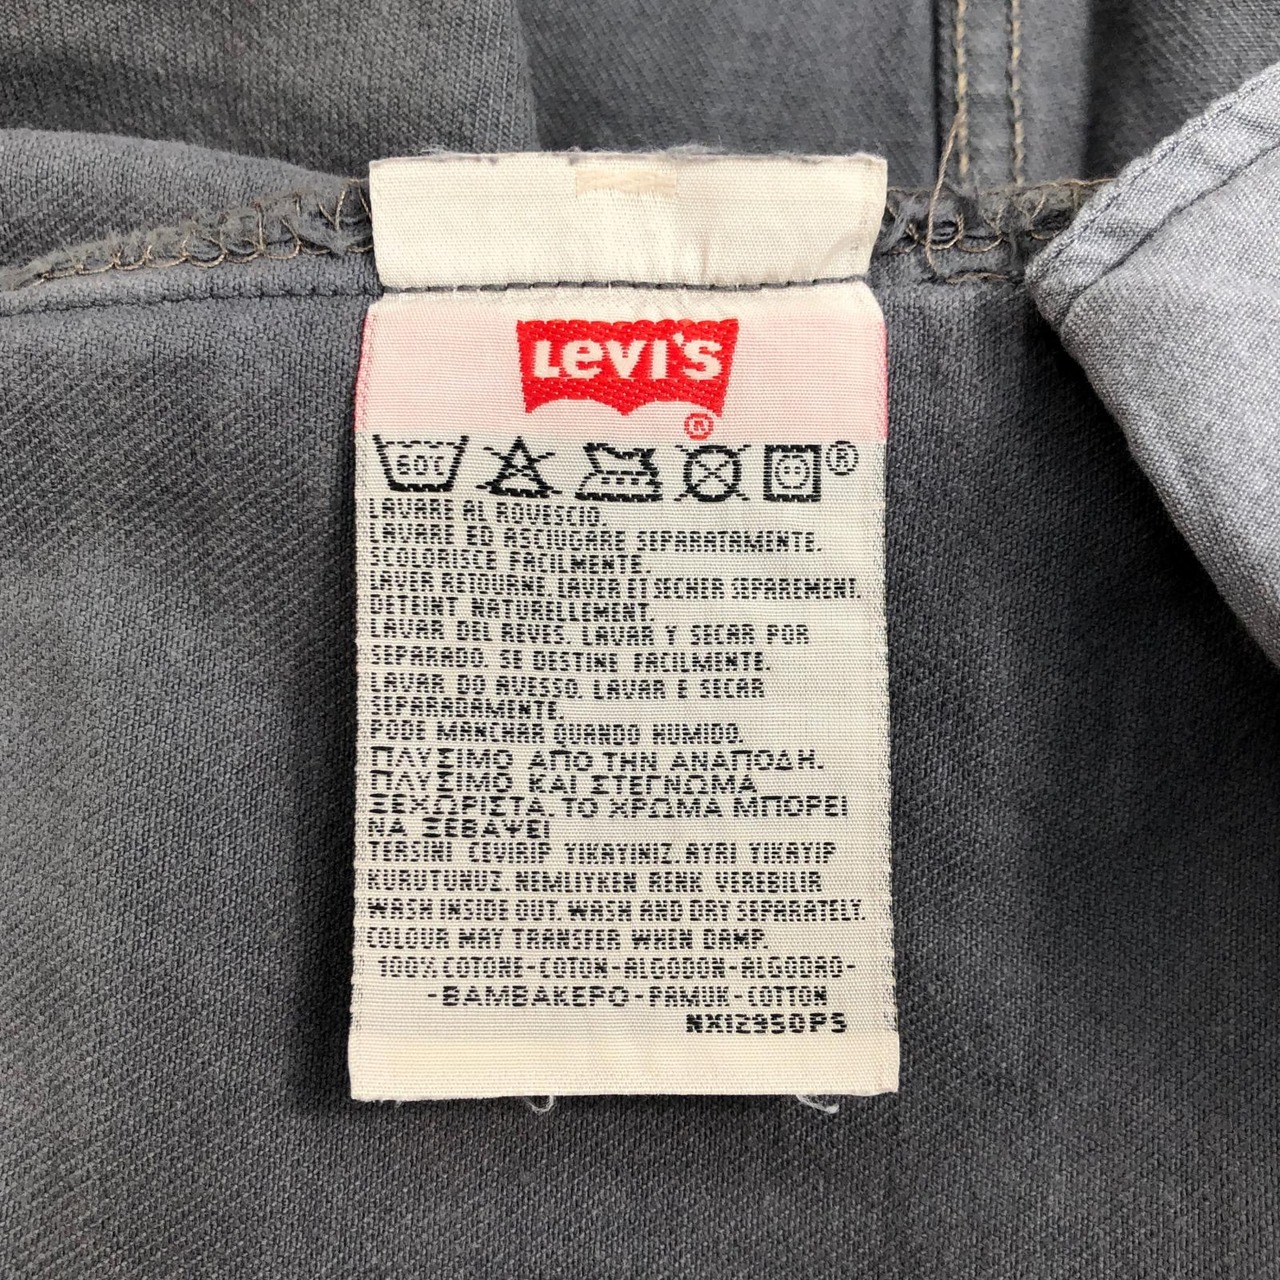 LEVI'S
®
60C
®
LAVARE AL ROVESCIO.
LAVARE ED ASCIUGARE SEPARATAMENTE.
SCOLORISCE FACILMENTE.
LAVER RETOURNE. LAVER ET SECHER SEPAREMENT.
DETEINT NATURELLEMENT.
LAVAR DEL REVES. LAVAR Y SECAR POR
SEPARADO. SE DESTINE FACILMENTE.
LAVAR DO AVESSO. LAVAR E SECAR
SEPARADAMENTE.
PODE MANCHAR QUANDO HUMIDO.
ΠΛΥΣΙΜΟ ΑΠΟ ΤΗΝ ΑΝΑΠΟΔΗ.
ΠΛΥΣΙΜΟ ΚΑΙ ΣΤΕΓΝΩΜΑ
ΞΕΧΩΡΙΣΤΑ. ΤΟ ΧΡΩΜΑ ΜΠΟΡΕΙ
ΝΑ ΞΕΒΑΨΕΙ
TERSINI CEVIRIP YIKAYINIZ. AYRI YIKAYIP
KURUTUNUZ. NEMLIYKEN RENK VEREBILIR
WASH INSIDE OUT. WASH AND DRY SEPARATELY.
COLOUR MAY TRANSFER WHEN DAMP.
100% COTONE-COTON-ALGODON-ALGODAO-
-ΒΑΜΒΑΚΕΡΟ-PAMUK-COTTON
NX12950PS